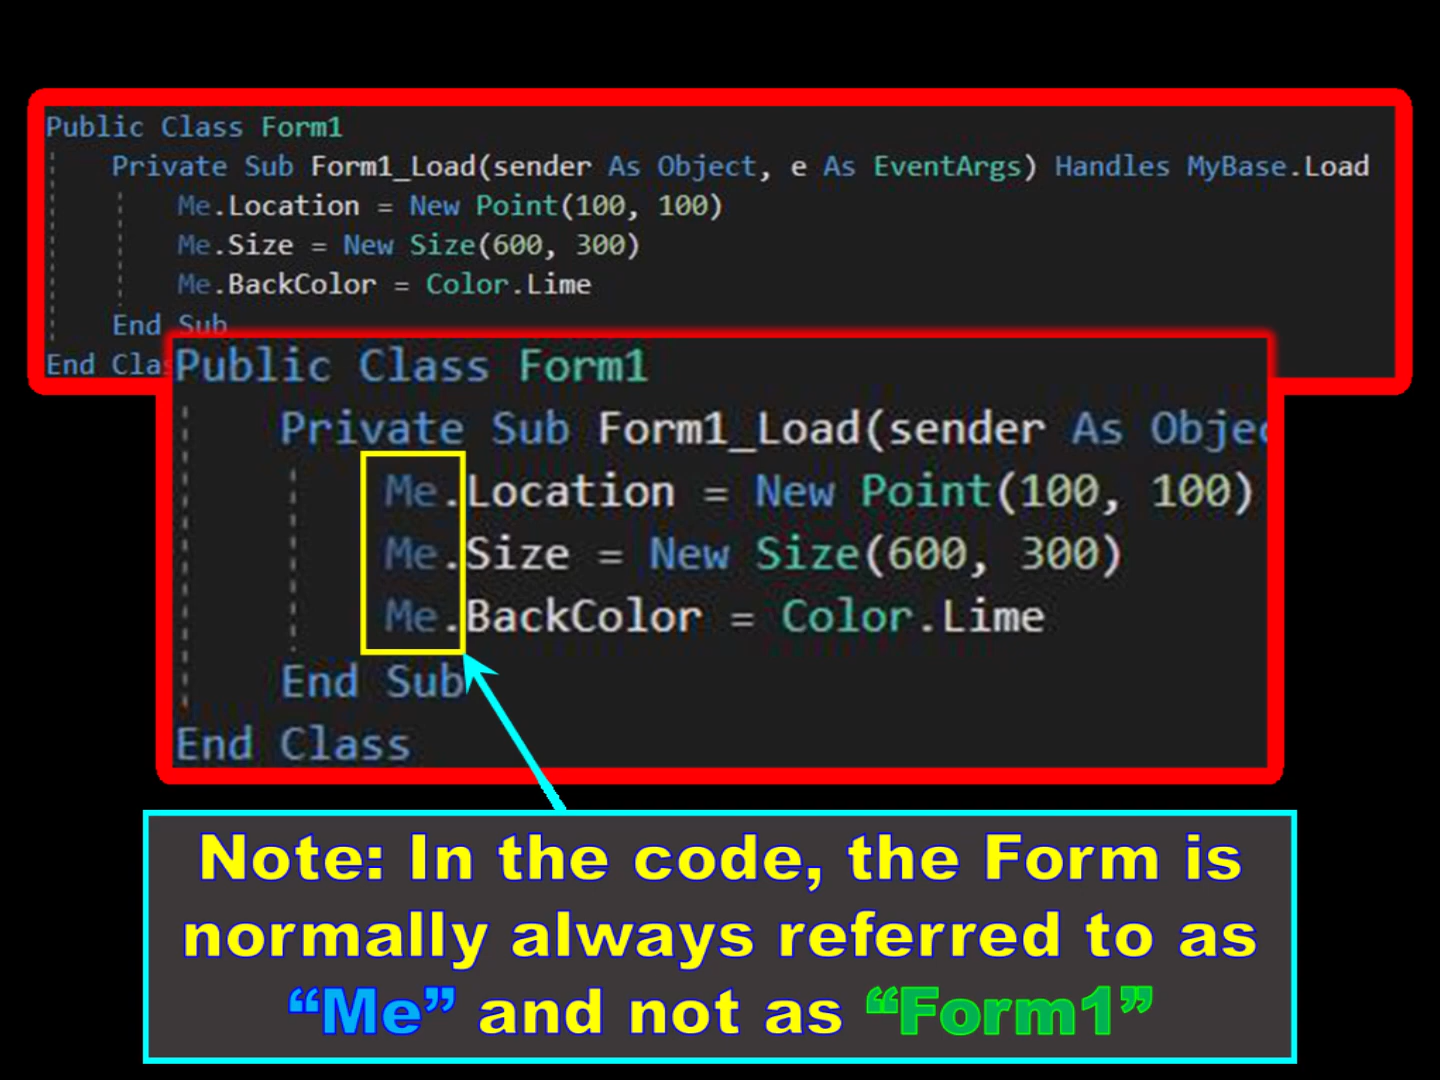 Public Class Form1
Private Sub Form1_Load(sender As Object, e As EventArgs) Handles MyBase.Load
Me.Location = New Point(100, 100)
Me.Size = New Size(600, 300)
Me.BackColor = Color.Lime
End Sub
End Clas
Public Class Form1
Private Sub Form1_Load(sender As Objec
Me.Location = New Point(100, 100)
Me.Size = New Size(600, 300)
Me.BackColor = Color.Lime
End Sub
End Class
Note: In the code, the Form is
normally always referred to as
“Me” and not as “Form1”